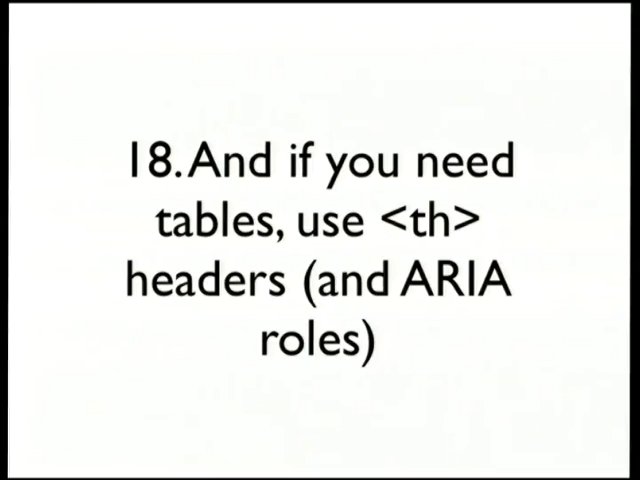 18. And if you need
tables, use <th>
headers (and ARIA
roles)